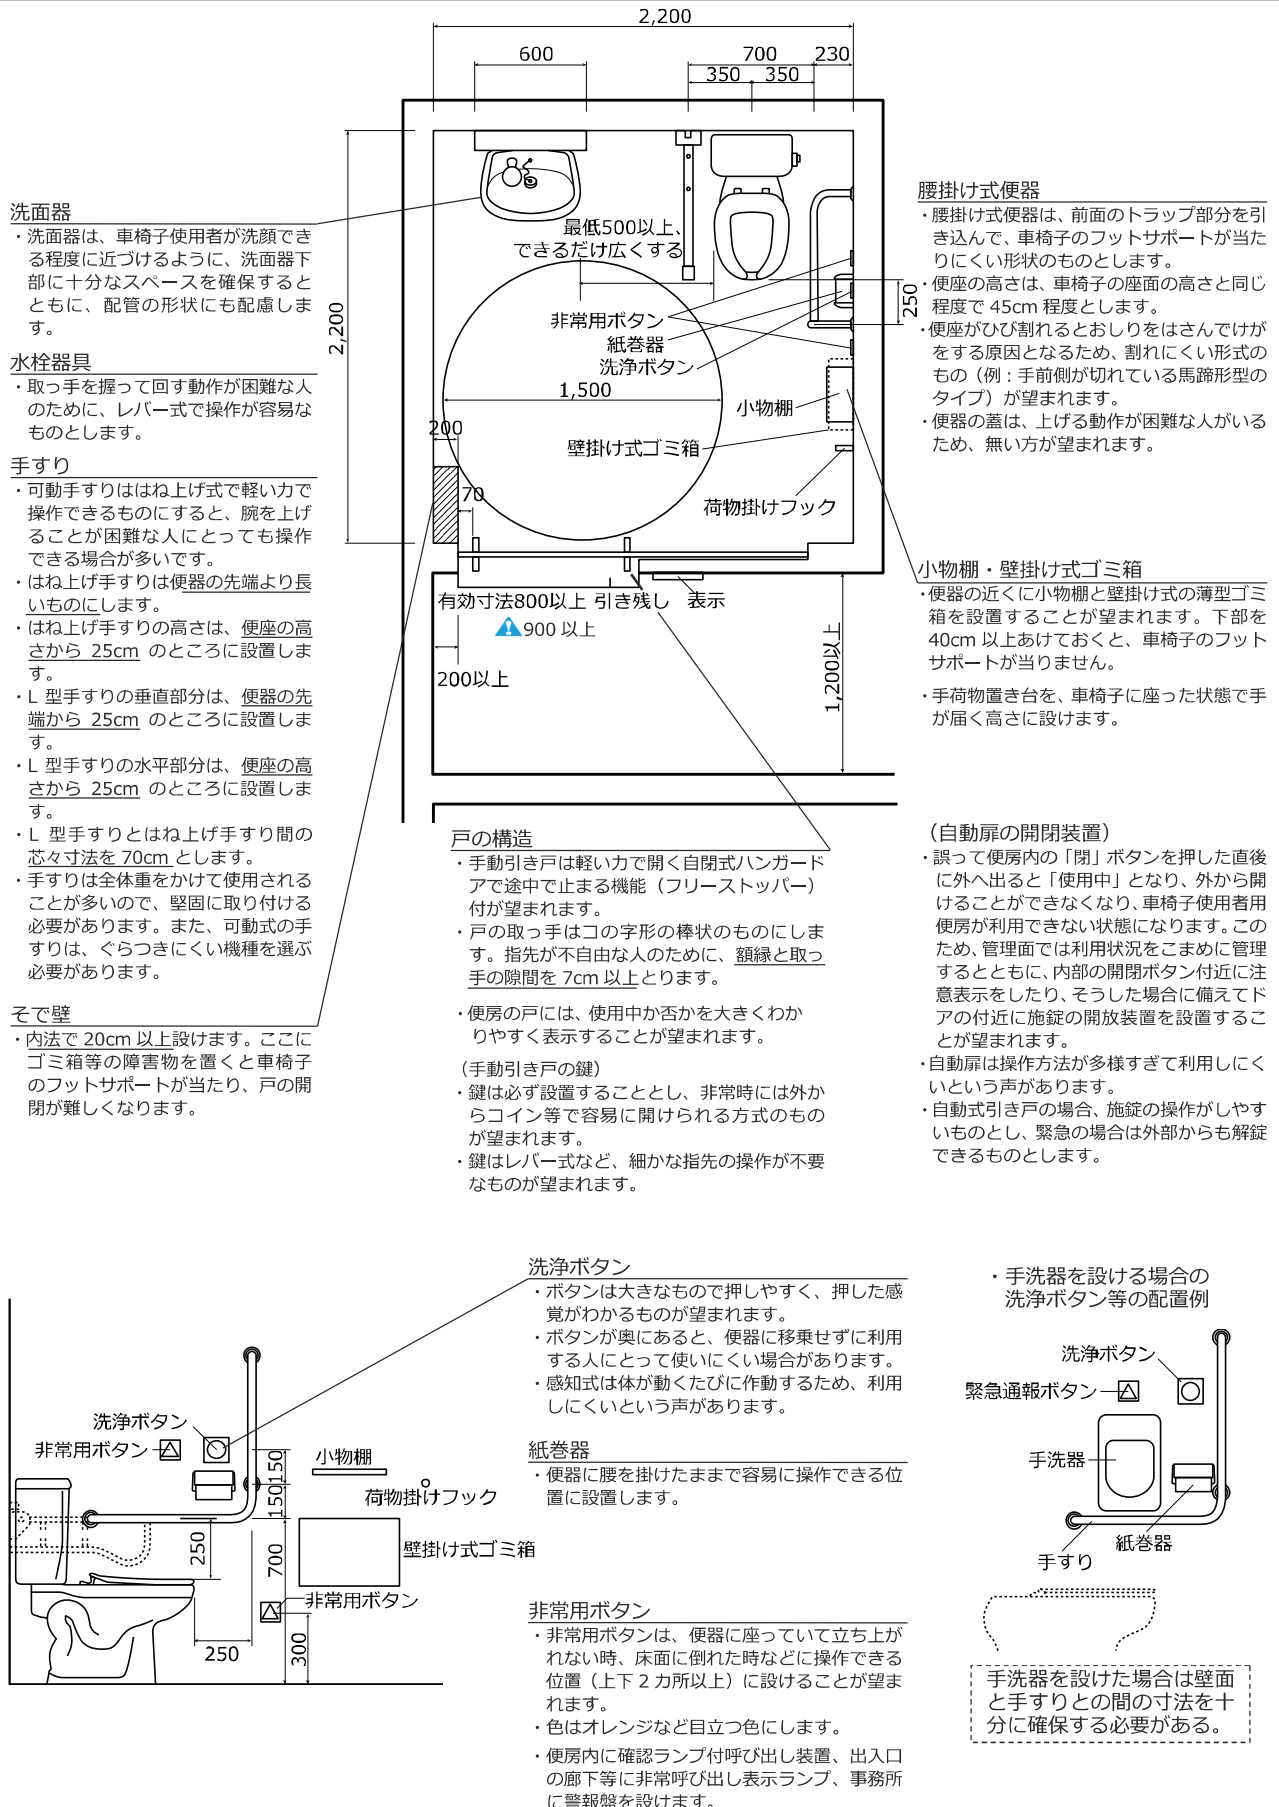 2,200
600
700
230
350
350
2,200
最低500以上、
できるだけ広くする
250
非常用ボタン
紙巻器
洗浄ボタン
1,500
小物棚
200
壁掛け式ゴミ箱
70
荷物掛けフック
有効寸法800以上
引き残し
表示
900 以上
200以上
1,200以上
洗面器
・洗面器は、車椅子使用者が洗顔でき
る程度に近づけるように、洗面器下
部に十分なスペースを確保すると
ともに、配管の形状にも配慮しま
す。
水栓器具
・取っ手を握って回す動作が困難な人
のために、レバー式で操作が容易な
ものとします。
手すり
・可動手すりははね上げ式で軽い力で
操作できるものにすると、腕を上げ
ることが困難な人にとっても操作
できる場合が多いです。
・はね上げ手すりは便器の先端より長
いものにします。
・はね上げ手すりの高さは、便座の高
さから 25cm のところに設置しま
す。
・L 型手すりの垂直部分は、便器の先
端から 25cm のところに設置しま
す。
・L 型手すりの水平部分は、便座の高
さから 25cm のところに設置しま
す。
・L 型手すりとはね上げ手すり間の
芯々寸法を 70cm とします。
・手すりは全体重をかけて使用される
ことが多いので、堅固に取り付ける
必要があります。また、可動式の手
すりは、ぐらつきにくい機種を選ぶ
必要があります。
そで壁
・内法で 20cm 以上設けます。ここに
ゴミ箱等の障害物を置くと車椅子
のフットサポートが当たり、戸の開
閉が難しくなります。
腰掛け式便器
・腰掛け式便器は、前面のトラップ部分を引
き込んで、車椅子のフットサポートが当た
りにくい形状のものとします。
・便座の高さは、車椅子の座面の高さと同じ
程度で 45cm 程度とします。
・便座がひび割れるとおしりをはさんでけが
をする原因となるため、割れにくい形式の
もの（例：手前側が切れている馬蹄形型の
タイプ）が望まれます。
・便器の蓋は、上げる動作が困難な人がいる
ため、無い方が望まれます。
小物棚・壁掛け式ゴミ箱
・便器の近くに小物棚と壁掛け式の薄型ゴミ
箱を設置することが望まれます。下部を
40cm 以上あけておくと、車椅子のフット
サポートが当りません。
・手荷物置き台を、車椅子に座った状態で手
が届く高さに設けます。
戸の構造
・手動引き戸は軽い力で開く自閉式ハンガード
アで途中で止まる機能（フリーストッパー）
付が望まれます。
・戸の取っ手はコの字形の棒状のものにしま
す。指先が不自由な人のために、額縁と取っ
手の隙間を 7cm 以上とります。
・便房の戸には、使用中か否かを大きくわか
りやすく表示することが望まれます。
（手動引き戸の鍵）
・鍵は必ず設置することとし、非常時には外か
らコイン等で容易に開けられる方式のもの
が望まれます。
・鍵はレバー式など、細かな指先の操作が不要
なものが望まれます。
（自動扉の開閉装置）
・誤って便房内の「閉」ボタンを押した直後
に外へ出ると「使用中」となり、外から開
けることができなくなり、車椅子使用者用
便房が利用できない状態になります。この
ため、管理面では利用状況をこまめに管理
するとともに、内部の開閉ボタン付近に注
意表示をしたり、そうした場合に備えてド
アの付近に施錠の開放装置を設置するこ
とが望まれます。
・自動扉は操作方法が多様すぎて利用しにく
いという声があります。
・自動式引き戸の場合、施錠の操作がしやす
いものとし、緊急の場合は外部からも解錠
できるものとします。
洗浄ボタン
・ボタンは大きなもので押しやすく、押した感
覚がわかるものが望まれます。
・ボタンが奥にあると、便器に移乗せずに利用
する人にとって使いにくい場合があります。
・感知式は体が動くたびに作動するため、利用
しにくいという声があります。
紙巻器
・便器に腰を掛けたままで容易に操作できる位
置に設置します。
非常用ボタン
・非常用ボタンは、便器に座っていて立ち上が
れない時、床面に倒れた時などに操作できる
位置（上下 2 カ所以上）に設けることが望ま
れます。
・色はオレンジなど目立つ色にします。
・便房内に確認ランプ付呼び出し装置、出入口
の廊下等に非常呼び出し表示ランプ、事務所
に警報盤を設けます。
洗浄ボタン
非常用ボタン
150
150
小物棚
荷物掛けフック
250
700
壁掛け式ゴミ箱
非常用ボタン
250
300
・手洗器を設ける場合の
洗浄ボタン等の配置例
洗浄ボタン
緊急通報ボタン
手洗器
紙巻器
手すり
手洗器を設けた場合は壁面
と手すりとの間の寸法を十
分に確保する必要がある。